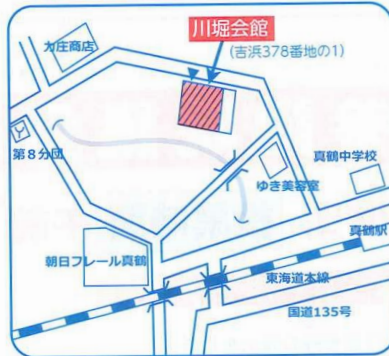 川堀会館
(吉浜378番地の1)
力庄商店
第8分団
ゆき美容室
真鶴中学校
真鶴駅
朝日フレール真鶴
東海道本線
国道135号